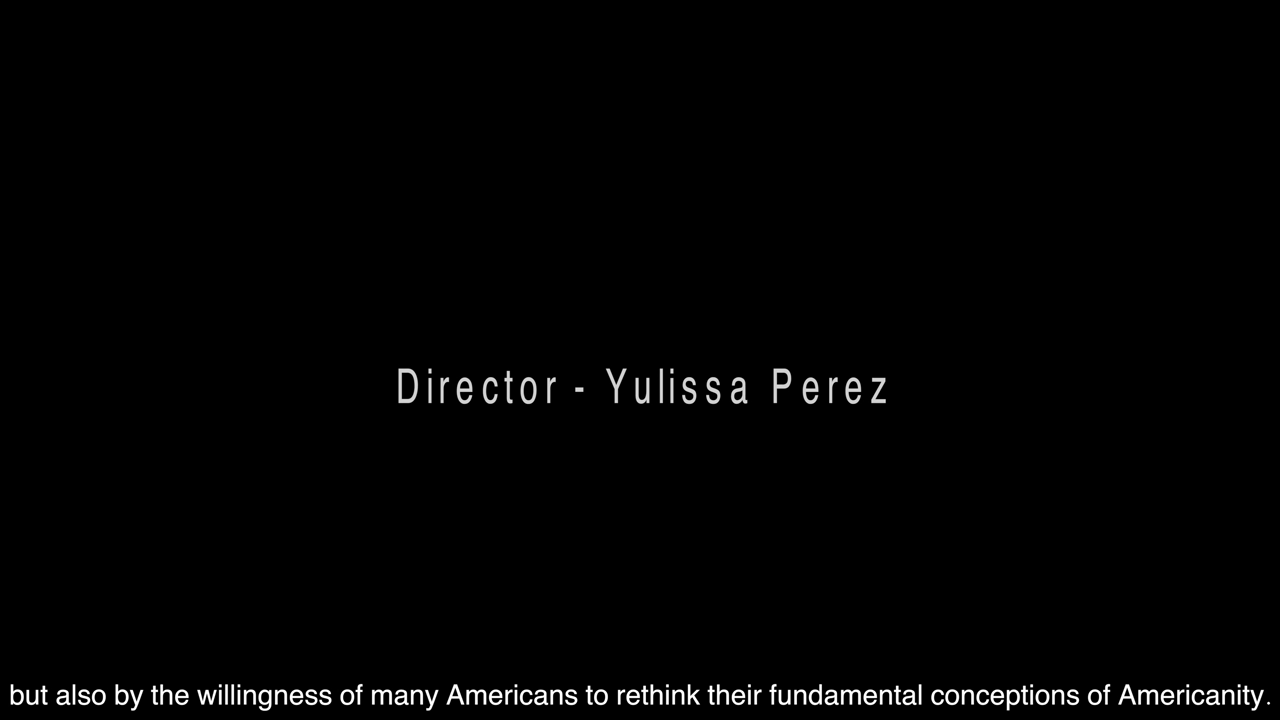 Director - Yulissa Perez
but also by the willingness of many Americans to rethink their fundamental conceptions of Americanity.